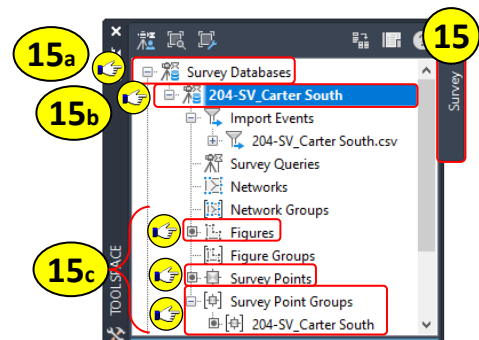 15
15a
Survey Databases
Survey
15b
204-SV_Carter South
Import Events
204-SV_Carter South.csv
Survey Queries
Networks
Network Groups
Figures
Figure Groups
15c
Survey Points
Survey Point Groups
204-SV_Carter South
TOOLSPACE